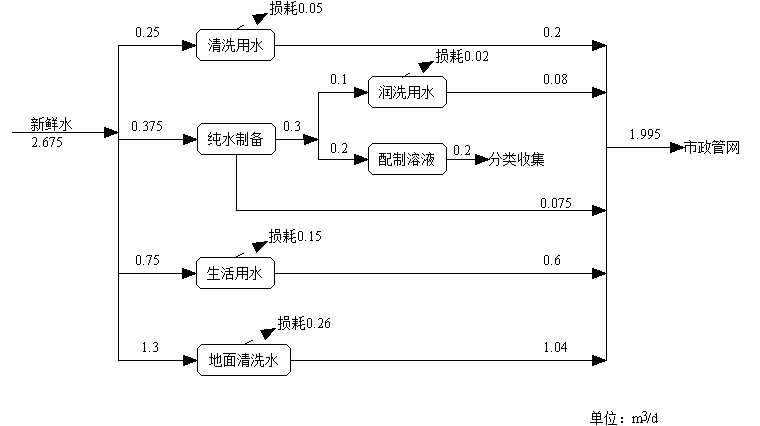 损耗0.05
0.25
清洗用水
0.2
损耗0.02
0.1
润洗用水
0.08
新鲜水
2.675
0.375
纯水制备
0.3
0.2
配制溶液
0.2
分类收集
1.995
市政管网
0.075
损耗0.15
0.75
生活用水
0.6
损耗0.26
1.3
地面清洗水
1.04
单位：m³/d